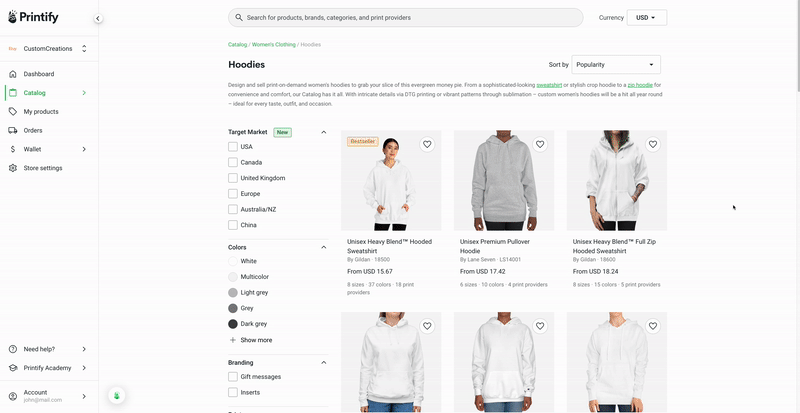 Printify
Search for products, brands, categories, and print providers
Currency
USD
Pro
CustomCreations
Dashboard
Catalog
My products
Orders
Wallet
Store settings
Need help?
Printify Academy
Account
john@mail.com
Catalog / Women's Clothing / Hoodies
Hoodies
Sort by
Popularity
Design and sell print-on-demand women's hoodies to grab your slice of this evergreen money pie. From a sophisticated-looking sweatshirt or stylish crop hoodie to a zip hoodie for
convenience and comfort, our Catalog has it all. With intricate details via DTG printing or vibrant patterns through sublimation – custom women's hoodies will be a hit all year round
– ideal for every taste, outfit, and occasion.
Target Market
New
USA
Canada
United Kingdom
Europe
Australia/NZ
China
Colors
White
Multicolor
Light grey
Grey
Dark grey
Show more
Branding
Gift messages
Inserts
Bestseller
Unisex Heavy Blend™ Hooded
Sweatshirt
By Gildan · 18500
From USD 15.67
8 sizes · 37 colors · 18 print
providers
Unisex Premium Pullover
Hoodie
By Lane Seven · LS14001
From USD 17.42
6 sizes · 10 colors · 4 print providers
Unisex Heavy Blend™ Full Zip
Hooded Sweatshirt
By Gildan · 18600
From USD 18.24
8 sizes · 15 colors · 5 print providers